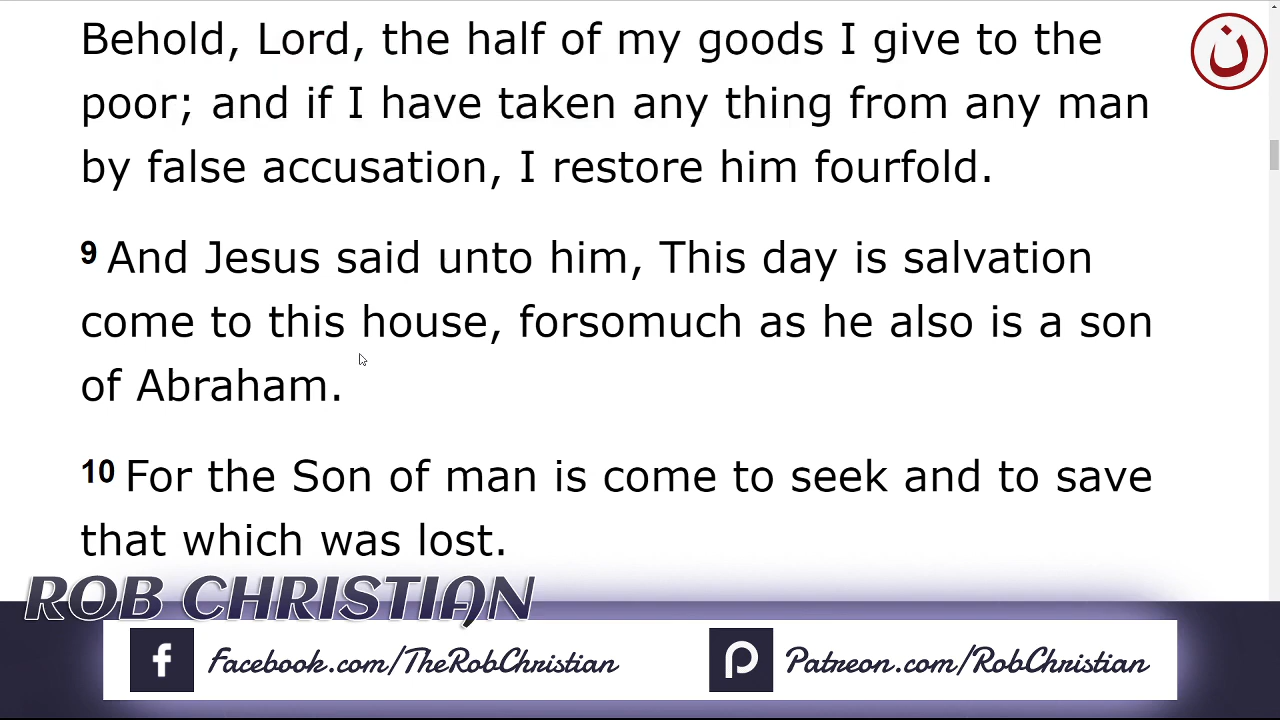 Behold, Lord, the half of my goods I give to the
poor; and if I have taken any thing from any man
by false accusation, I restore him fourfold.
9 And Jesus said unto him, This day is salvation
come to this house, forsomuch as he also is a son
of Abraham.
10 For the Son of man is come to seek and to save
that which was lost.
ن
ROB CHRISTIAN
f Facebook.com/TheRobChristian
Patreon.com/RobChristian